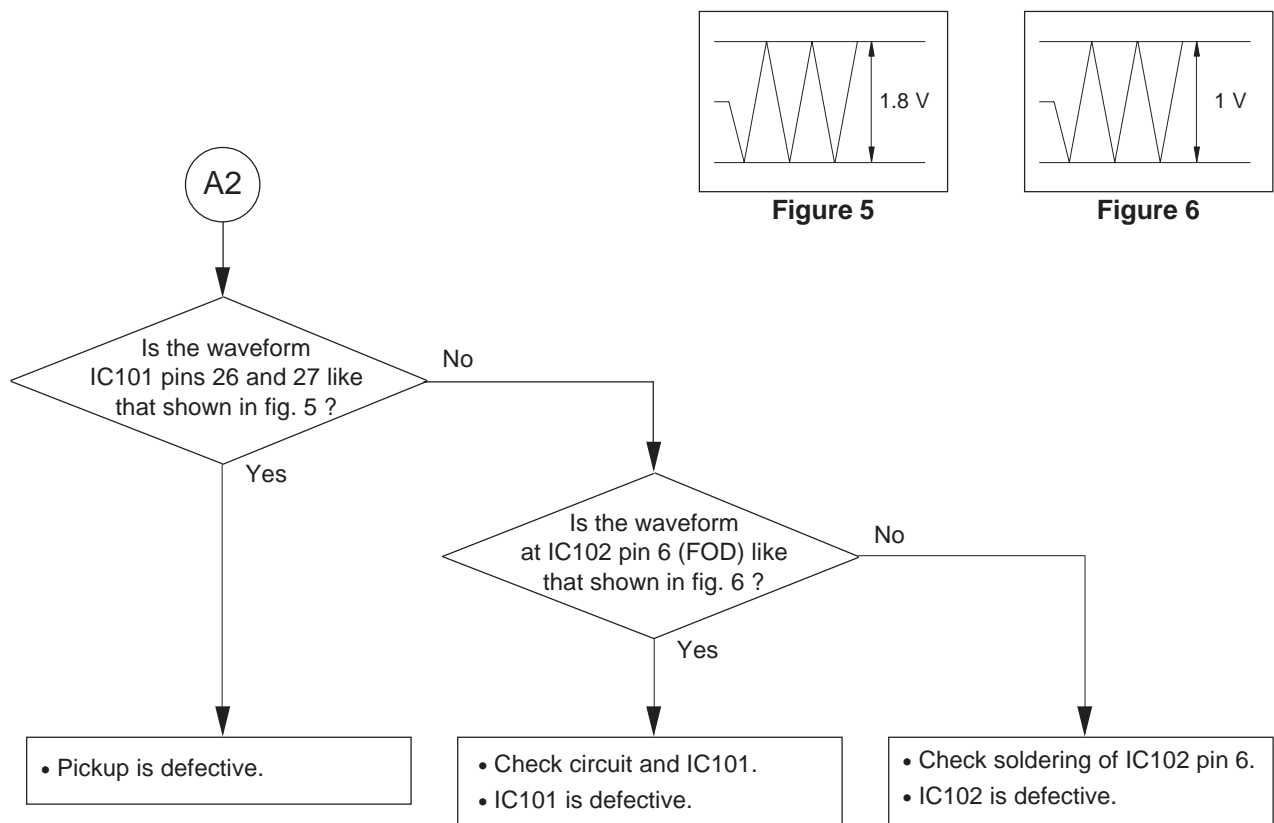 1.8 V
1 V
Figure 5
Figure 6
A2
Is the waveform
IC101 pins 26 and 27 like
that shown in fig. 5 ?
No
Yes
Is the waveform
at IC102 pin 6 (FOD) like
that shown in fig. 6 ?
No
Yes
• Pickup is defective.
• Check circuit and IC101.
• IC101 is defective.
• Check soldering of IC102 pin 6.
• IC102 is defective.